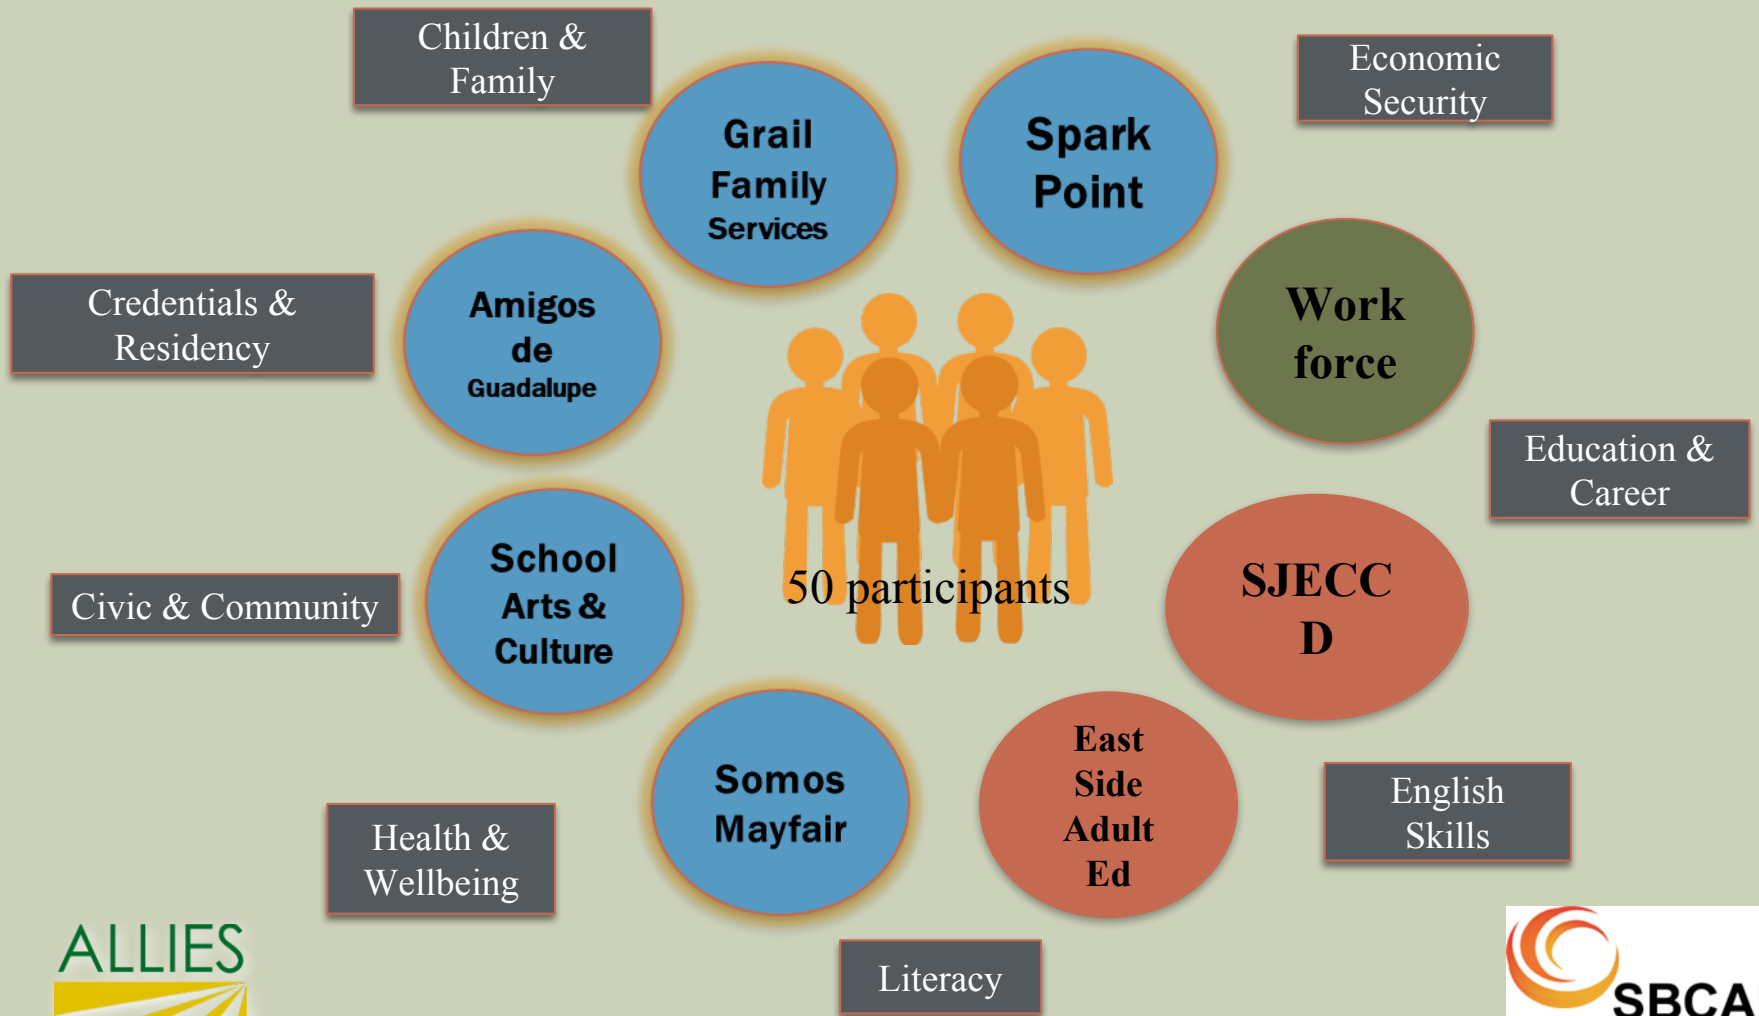 Children &
Family
Economic
Security
Grail
Family
Services
Spark
Point
Credentials &
Residency
Amigos
de
Guadalupe
Work
force
Education &
Career
School
Arts &
Culture
50 participants
SJECC
D
Civic & Community
Somos
Mayfair
East
Side
Adult
Ed
English
Skills
Health &
Wellbeing
Literacy
ALLIES
SBCA